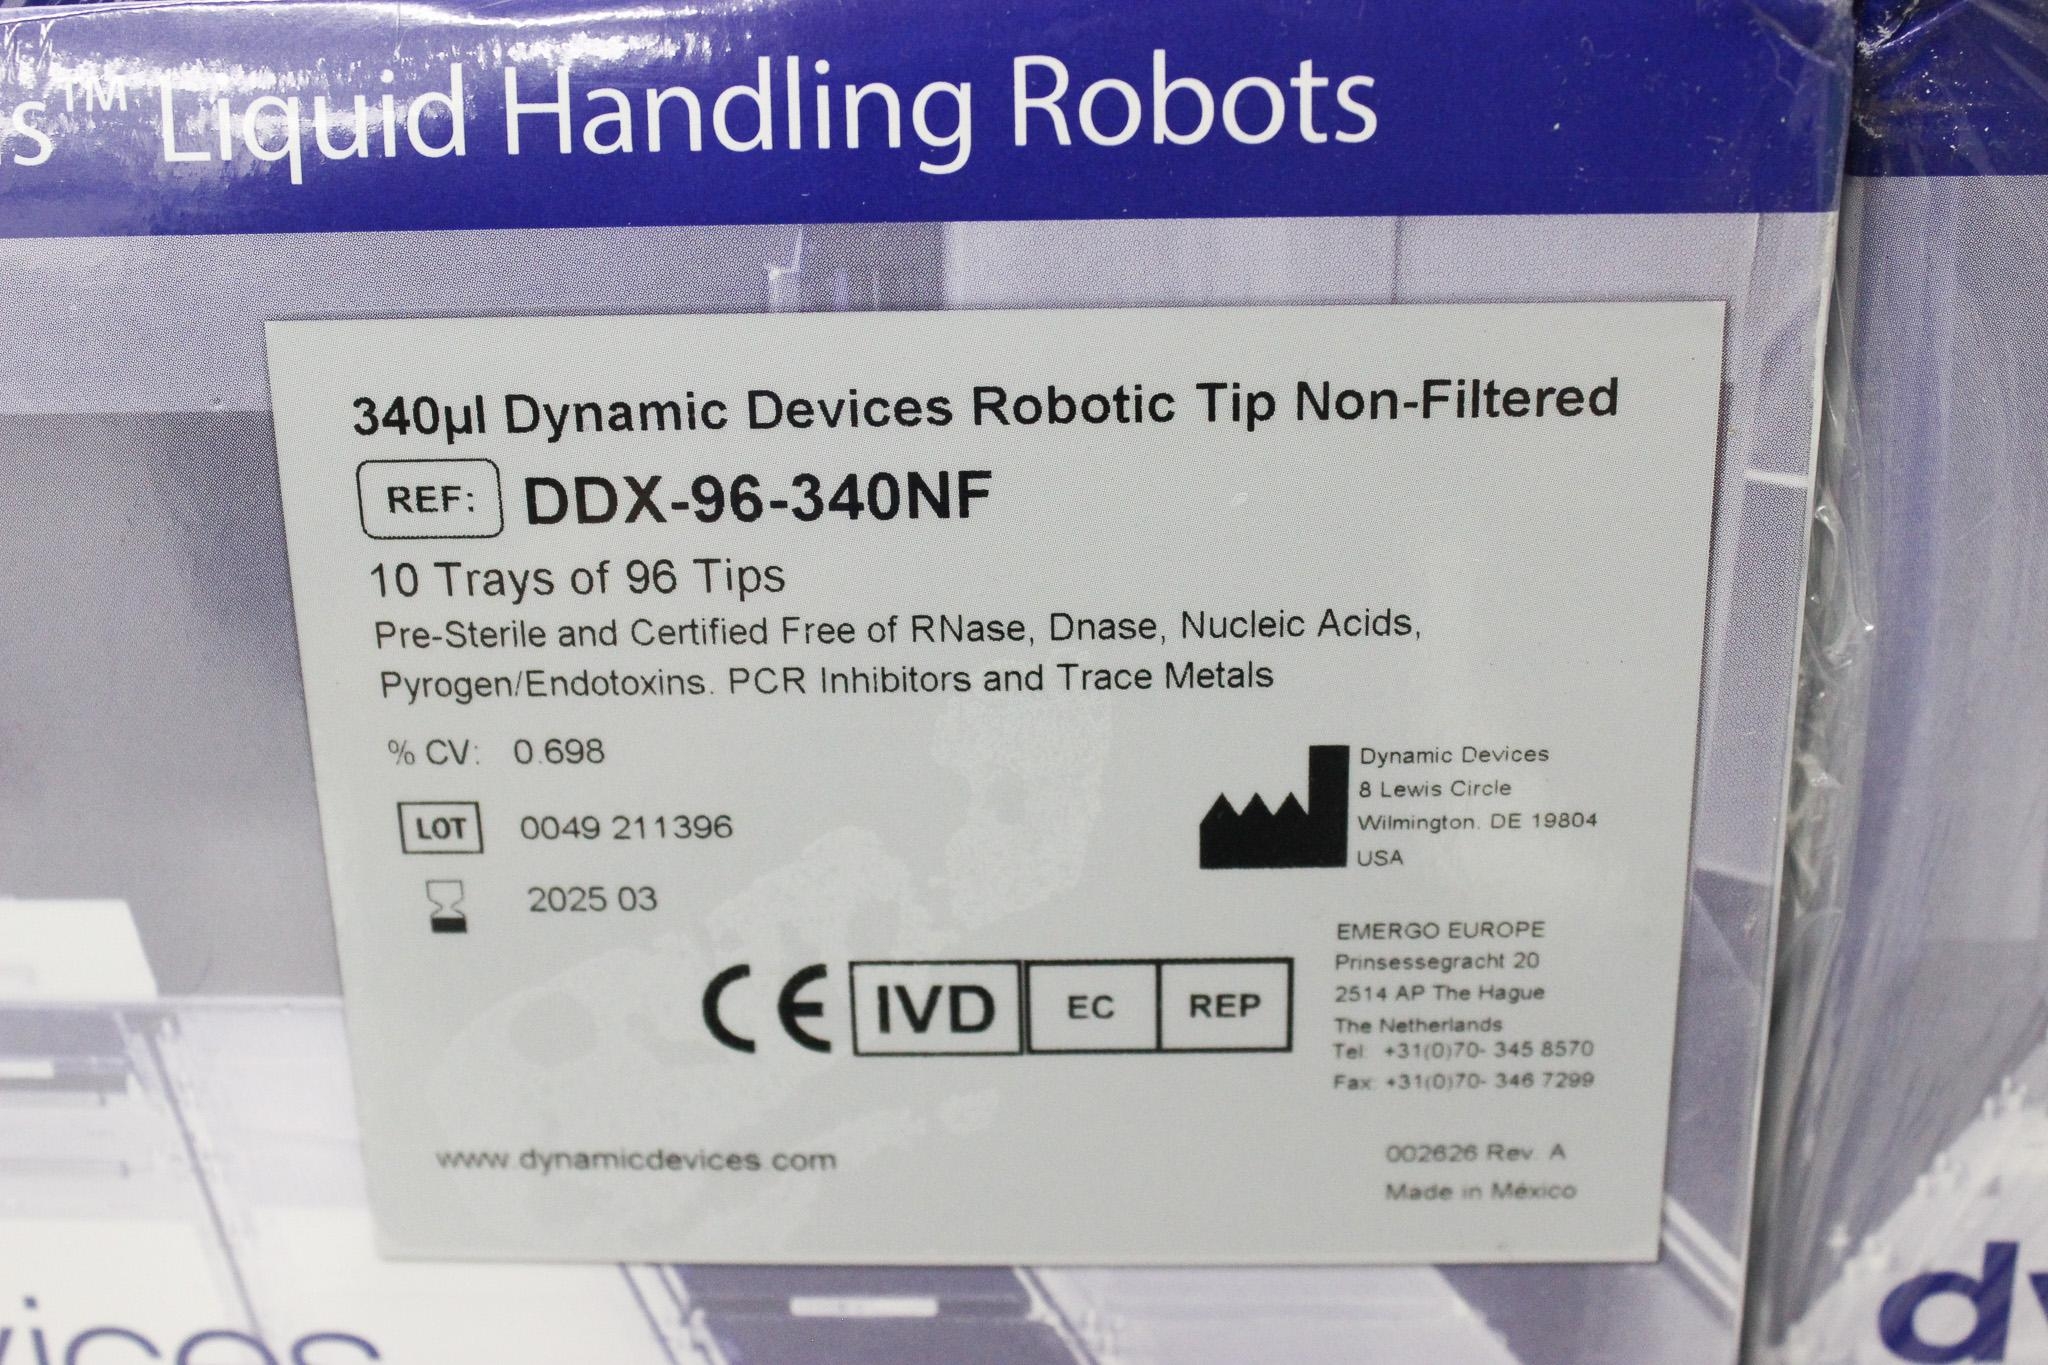 s™ Liquid Handling Robots
340µl Dynamic Devices Robotic Tip Non-Filtered
REF: DDX-96-340NF
10 Trays of 96 Tips
Pre-Sterile and Certified Free of RNase, Dnase, Nucleic Acids,
Pyrogen/Endotoxins. PCR Inhibitors and Trace Metals
% CV: 0.698
LOT 0049 211396
2025 03
Dynamic Devices
8 Lewis Circle
Wilmington. DE 19804
USA
CE IVD EC REP
EMERGO EUROPE
Prinsessegracht 20
2514 AP The Hague
The Netherlands
Tel: +31(0)70- 345 8570
Fax: +31(0)70- 346 7299
www.dynamicdevices.com
002626 Rev. A
Made in México
vices
dy